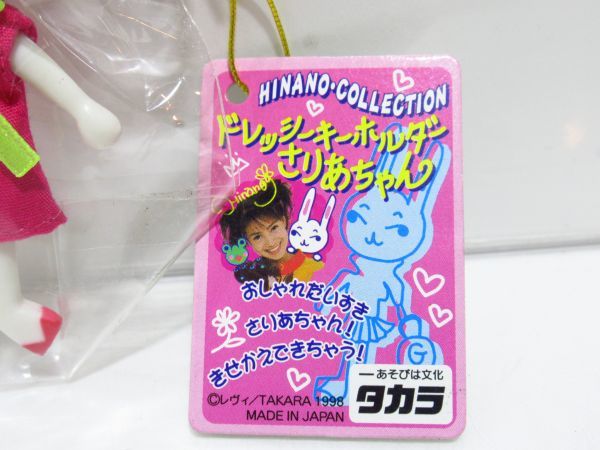 HINANO・COLLECTION
ドレッシーキーホルダー
さりあちゃん
Hinano
おしゃれだいすき
さりあちゃん!
きせかえできちゃう!
G
ーあそびは文化
タカラ
©レヴィ/TAKARA 1998
MADE IN JAPAN